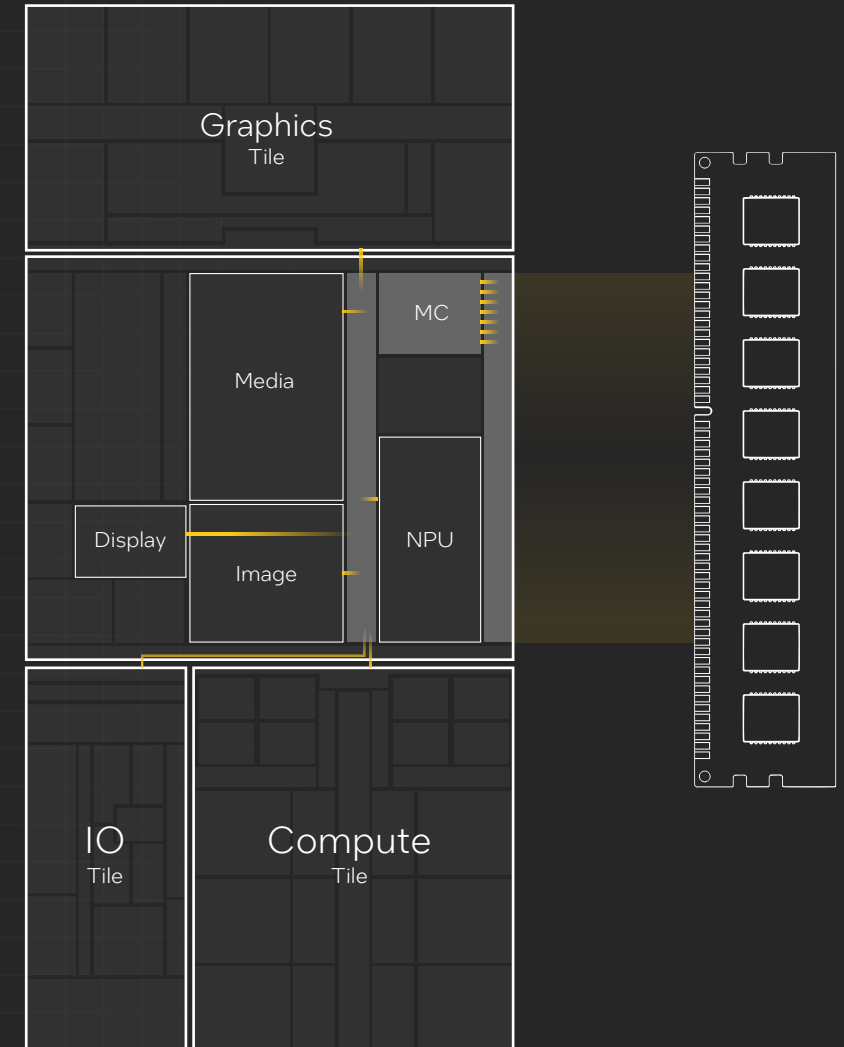 Graphics
Tile
MC
Media
Display
Image
NPU
IO
Tile
Compute
Tile